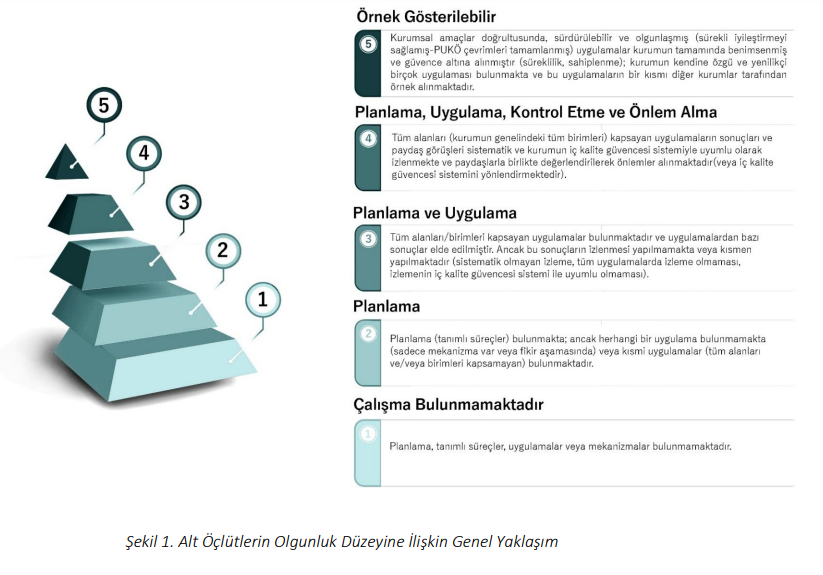 Örnek Gösterilebilir
5
Kurumsal amaçlar doğrultusunda, sürdürülebilir ve olgunlaşmış (sürekli iyileştirmeyi
sağlamış-PUKÖ çevrimleri tamamlanmış) uygulamalar kurumun tamamında benimsenmiş
ve güvence altına alınmıştır (süreklilik, sahiplenme); kurumun kendine özgü ve yenilikçi
birçok uygulaması bulunmakta ve bu uygulamaların bir kısmı diğer kurumlar tarafından
örnek alınmaktadır.
Planlama, Uygulama, Kontrol Etme ve Önlem Alma
4
Tüm alanları (kurumun genelindeki tüm birimleri) kapsayan uygulamaların sonuçları ve
paydaş görüşleri sistematik ve kurumun iç kalite güvencesi sistemiyle uyumlu olarak
izlenmekte ve paydaşlarla birlikte değerlendirilerek önlemler alınmaktadır(veya iç kalite
güvencesi sistemini yönlendirmektedir).
Planlama ve Uygulama
3
Tüm alanları/birimleri kapsayan uygulamalar bulunmaktadır ve uygulamalardan bazı
sonuçlar elde edilmiştir. Ancak bu sonuçların izlenmesi yapılmamakta veya kısmen
yapılmaktadır (sistematik olmayan izleme, tüm uygulamalarda izleme olmaması,
izlemenin iç kalite güvencesi sistemi ile uyumlu olmaması).
Planlama
2
Planlama (tanımlı süreçler) bulunmakta; ancak herhangi bir uygulama bulunmamakta
(sadece mekanizma var veya fikir aşamasında) veya kısmi uygulamalar (tüm alanları
ve/veya birimleri kapsamayan) bulunmaktadır.
Çalışma Bulunmamaktadır
1
Planlama, tanımlı süreçler, uygulamalar veya mekanizmalar bulunmamaktadır.
5
4
3
2
1
Şekil 1. Alt Öçlütlerin Olgunluk Düzeyine İlişkin Genel Yaklaşım